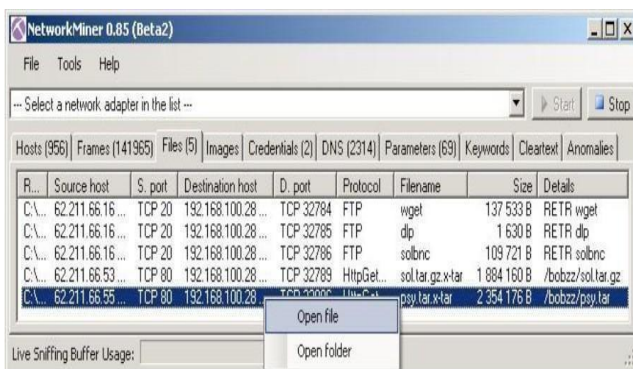 NetworkMiner 0.85 (Beta2)
File Tools Help
--- Select a network adapter in the list --- Start Stop
Hosts (956) Frames (141965) Files (5) Images Credentials (2) DNS (2314) Parameters (69) Keywords Cleartext Anomalies
R... Source host S. port Destination host D. port Protocol Filename Size Details
C:\... 62.211.66.16 ... TCP 20 192.168.100.28 ... TCP 32784 FTP wget 137 533 B RETR wget
C:\... 62.211.66.16 ... TCP 20 192.168.100.28 ... TCP 32785 FTP dlp 1 630 B RETR dlp
C:\... 62.211.66.16 ... TCP 20 192.168.100.28 ... TCP 32786 FTP solbnc 109 721 B RETR solbnc
C:\... 62.211.66.53 ... TCP 80 192.168.100.28 ... TCP 32789 HttpGet... sol.tar.gz.x-tar 1 884 160 B /bobzz/sol.tar.gz
C:\... 62.211.66.55 ... TCP 80 192.168.100.28 ... psy.tar.x-tar 2 354 176 B /bobzz/psy.tar
Open file
Open folder
Live Sniffing Buffer Usage: